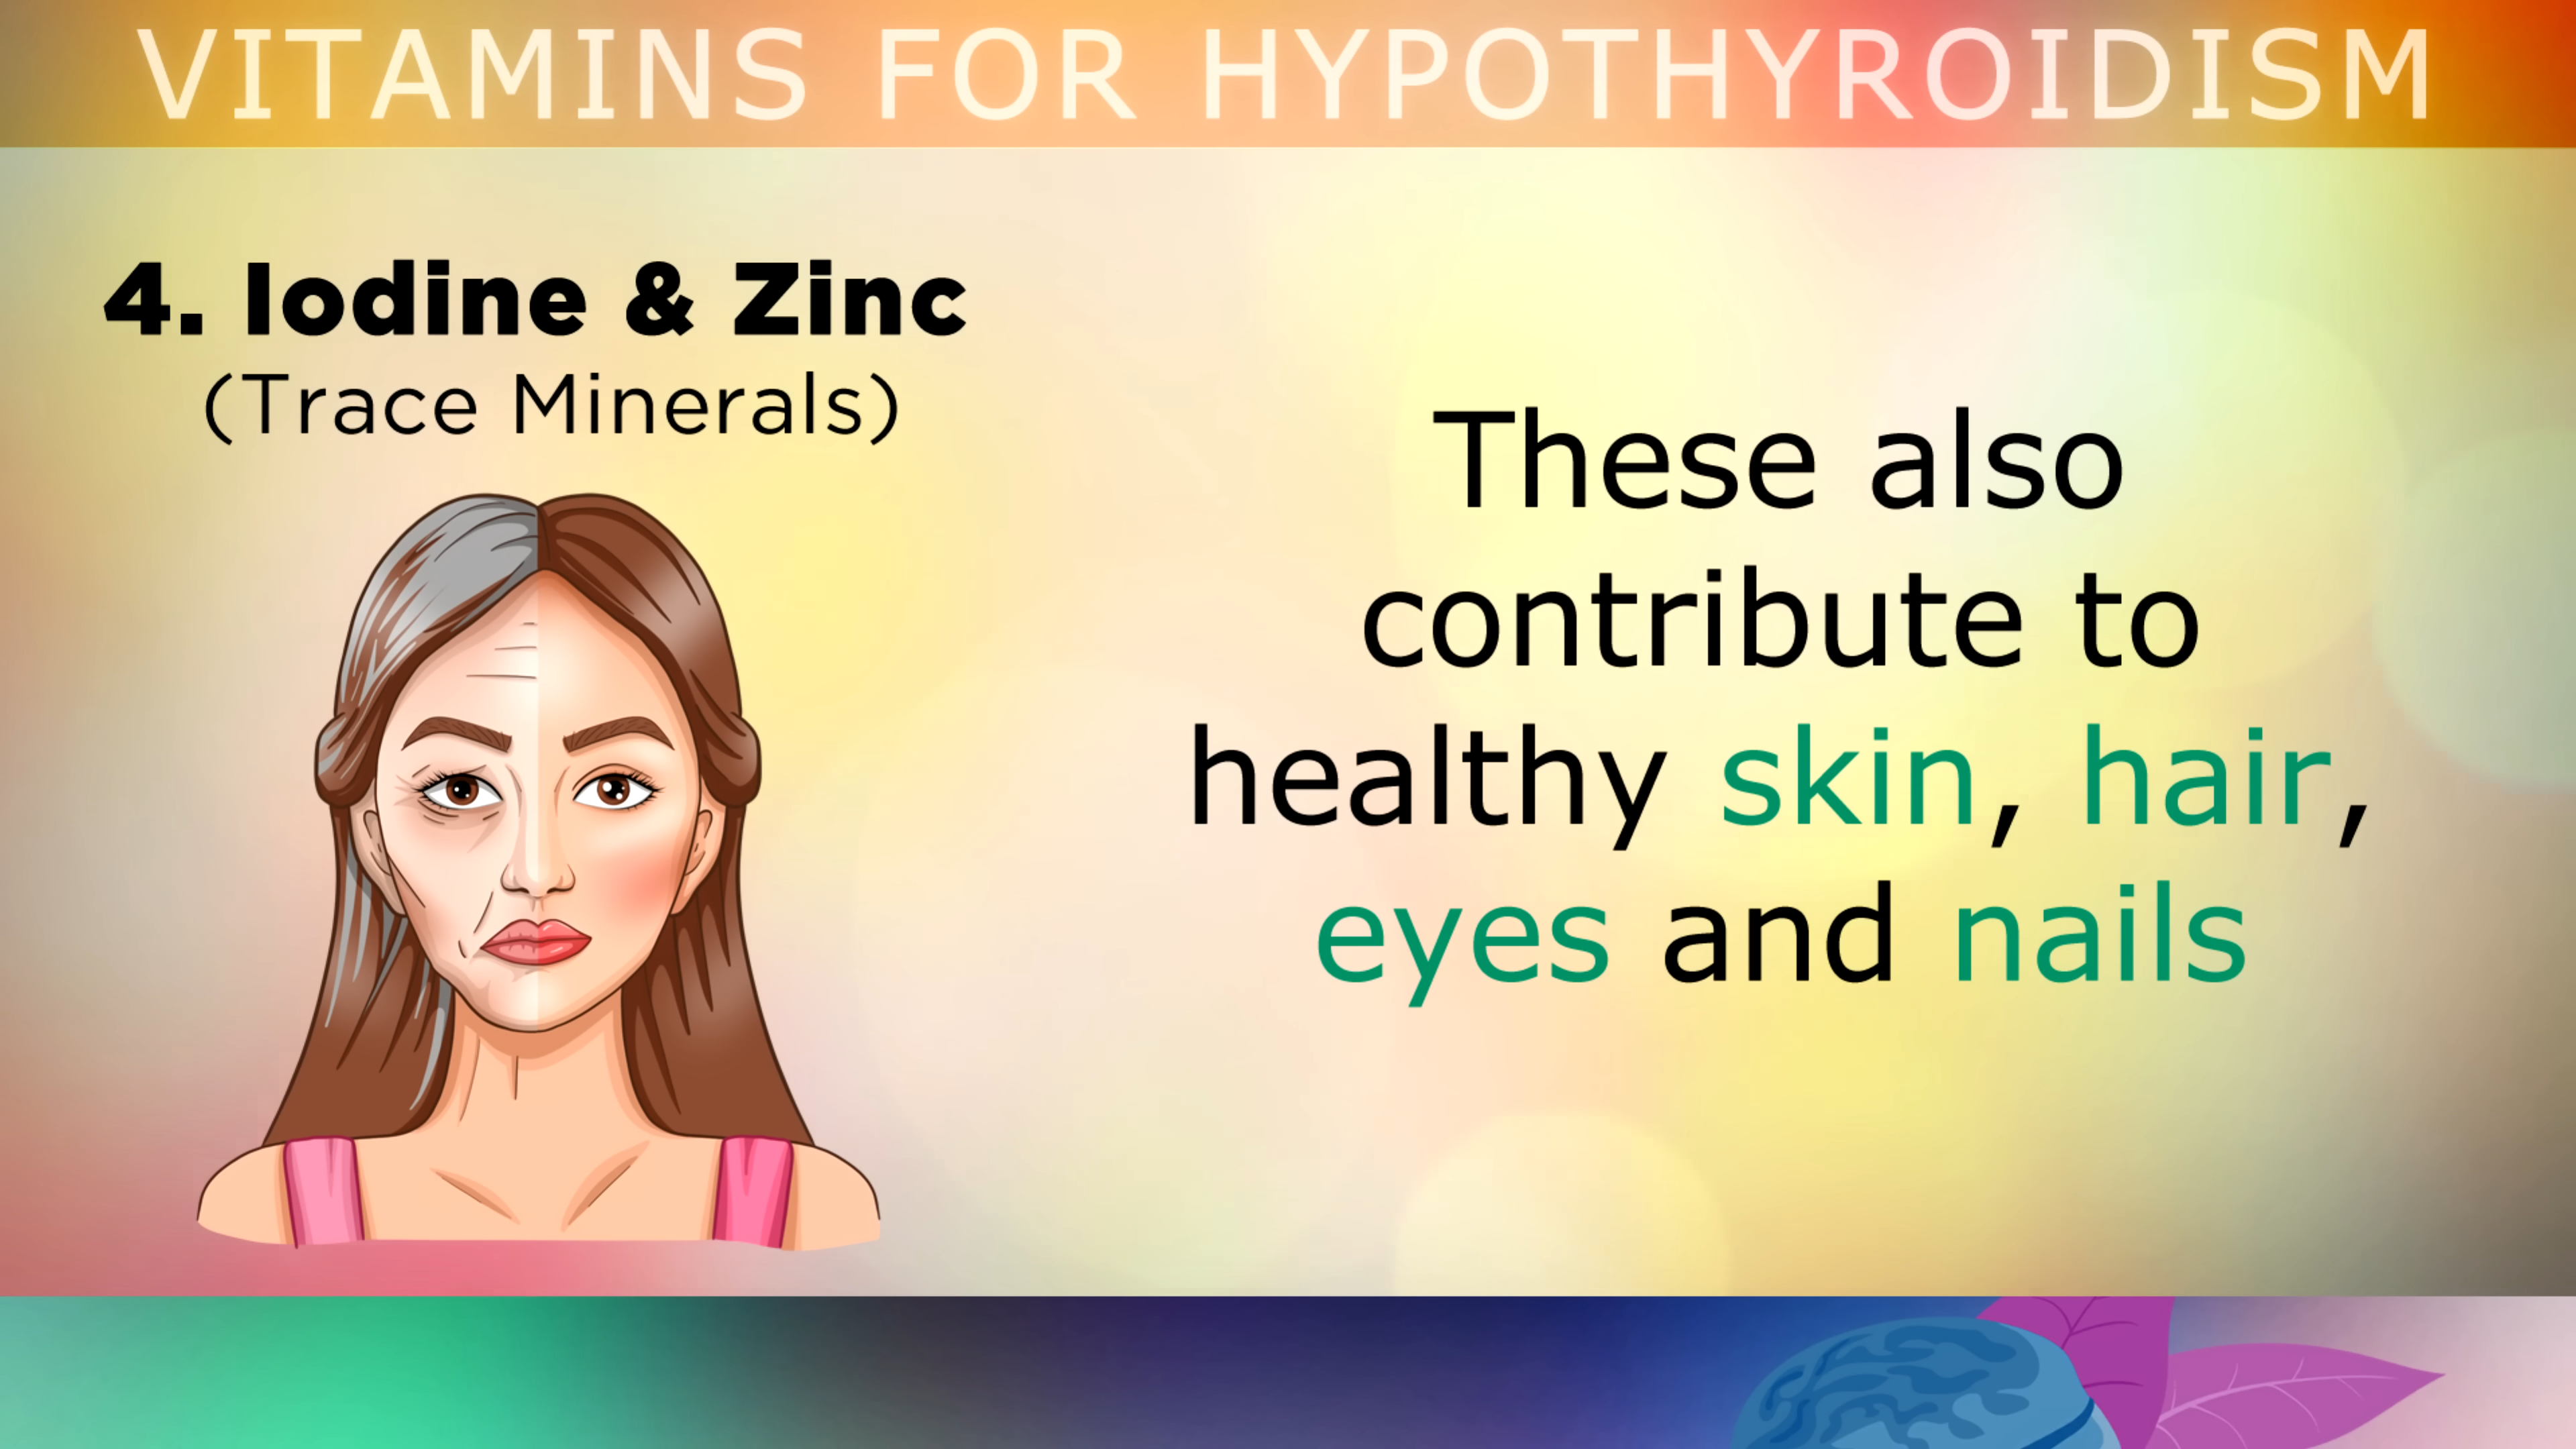 VITAMINS FOR HYPOTHYROIDISM
4. Iodine & Zinc
(Trace Minerals)
These also
contribute to
healthy skin, hair,
eyes and nails